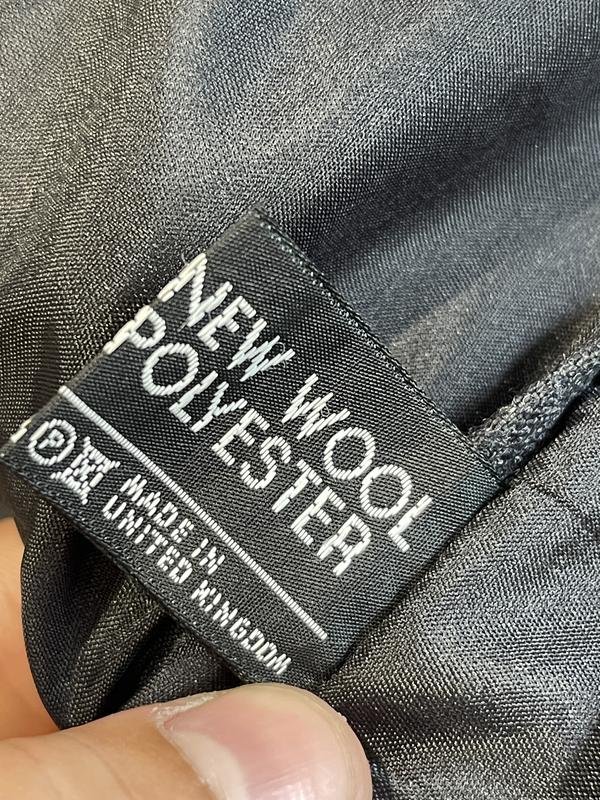 NEW WOOL
POLYESTER
P
MADE IN
UNITED KINGDOM